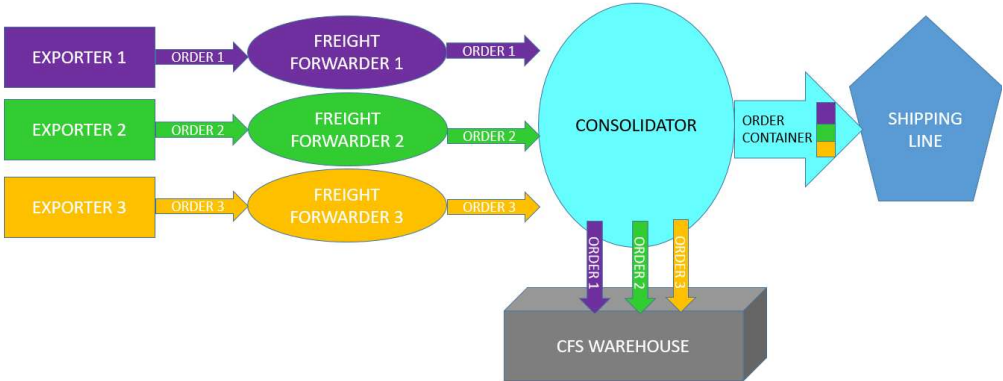 EXPORTER 1
ORDER 1
FREIGHT
FORWARDER 1
ORDER 1
EXPORTER 2
ORDER 2
FREIGHT
FORWARDER 2
ORDER 2
EXPORTER 3
ORDER 3
FREIGHT
FORWARDER 3
ORDER 3
CONSOLIDATOR
ORDER
CONTAINER
SHIPPING
LINE
ORDER 1
ORDER 2
ORDER 3
CFS WAREHOUSE